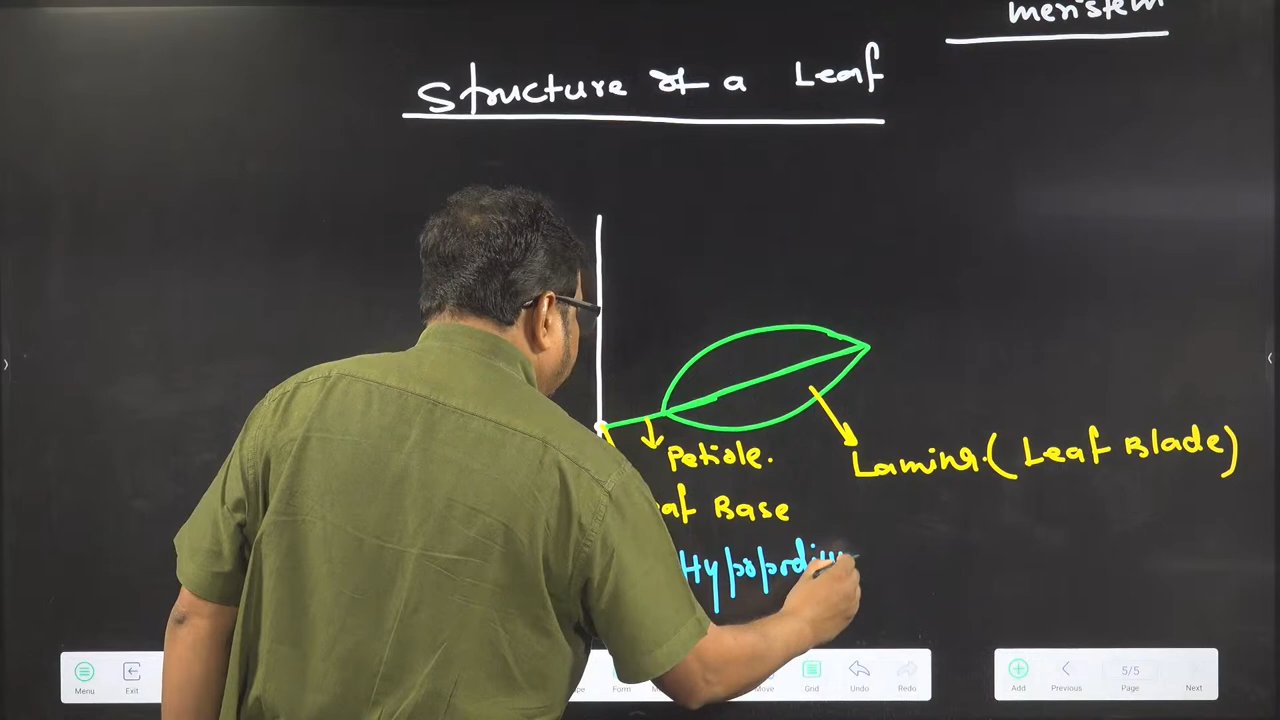 meristem
Structure of a Leaf
Petiole.
Lamina.( Leaf Blade)
af Base
Hypopodium
Menu
Exit
Form
Grid
Undo
Redo
Add
Previous
5/5
Page
Next